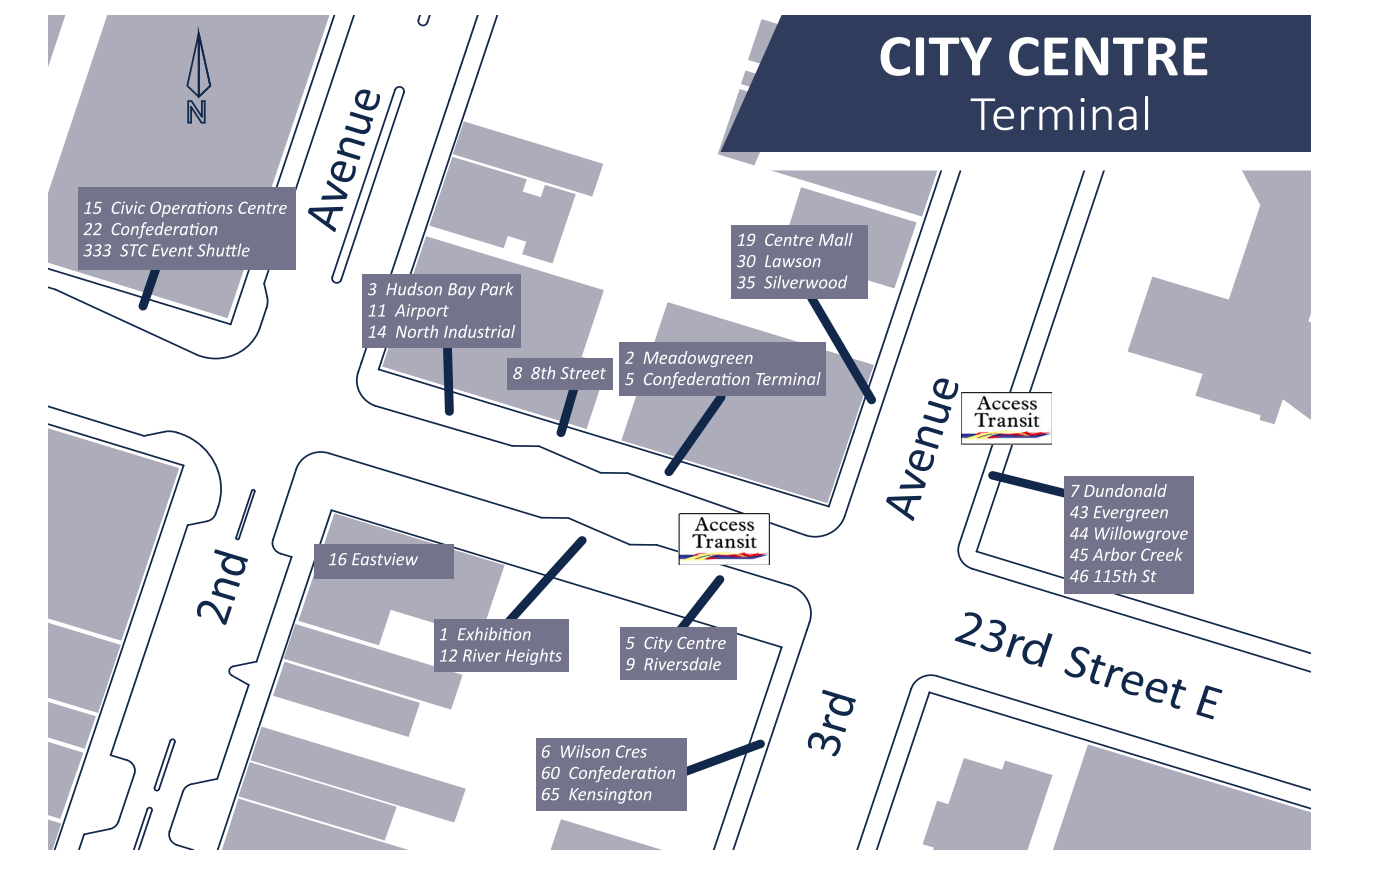 CITY CENTRE
Terminal
N
Avenue
15 Civic Operations Centre
22 Confederation
333 STC Event Shuttle
3 Hudson Bay Park
11 Airport
14 North Industrial
8 8th Street
2 Meadowgreen
5 Confederation Terminal
19 Centre Mall
30 Lawson
35 Silverwood
Avenue
Access
Transit
7 Dundonald
43 Evergreen
44 Willowgrove
45 Arbor Creek
46 115th St
Access
Transit
16 Eastview
2nd
1 Exhibition
12 River Heights
5 City Centre
9 Riversdale
23rd Street E
3rd
6 Wilson Cres
60 Confederation
65 Kensington